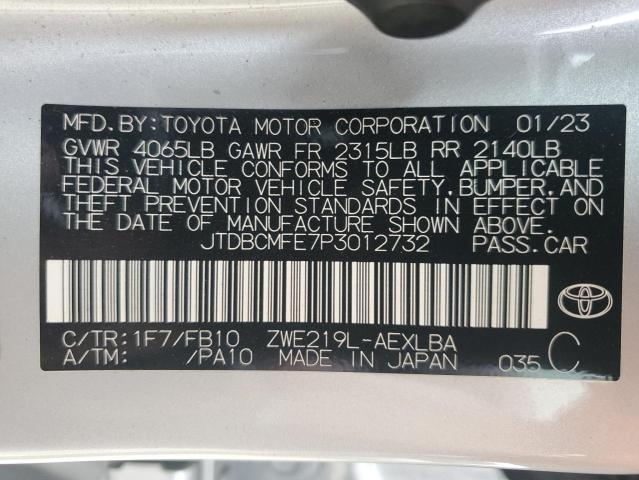 MFD.BY:TOYOTA MOTOR CORPORATION 01/23
GVWR 4065LB GAWR FR 2315LB RR 2140LB
THIS VEHICLE CONFORMS TO ALL APPLICABLE
FEDERAL MOTOR VEHICLE SAFETY,BUMPER,AND
THEFT PREVENTION STANDARDS IN EFFECT ON
THE DATE OF MANUFACTURE SHOWN ABOVE.
JTDBCMFE7P3012732 PASS.CAR
C/TR:1F7/FB10 ZWE219L-AEXLBA
A/TM: /PA10 MADE IN JAPAN 035 C